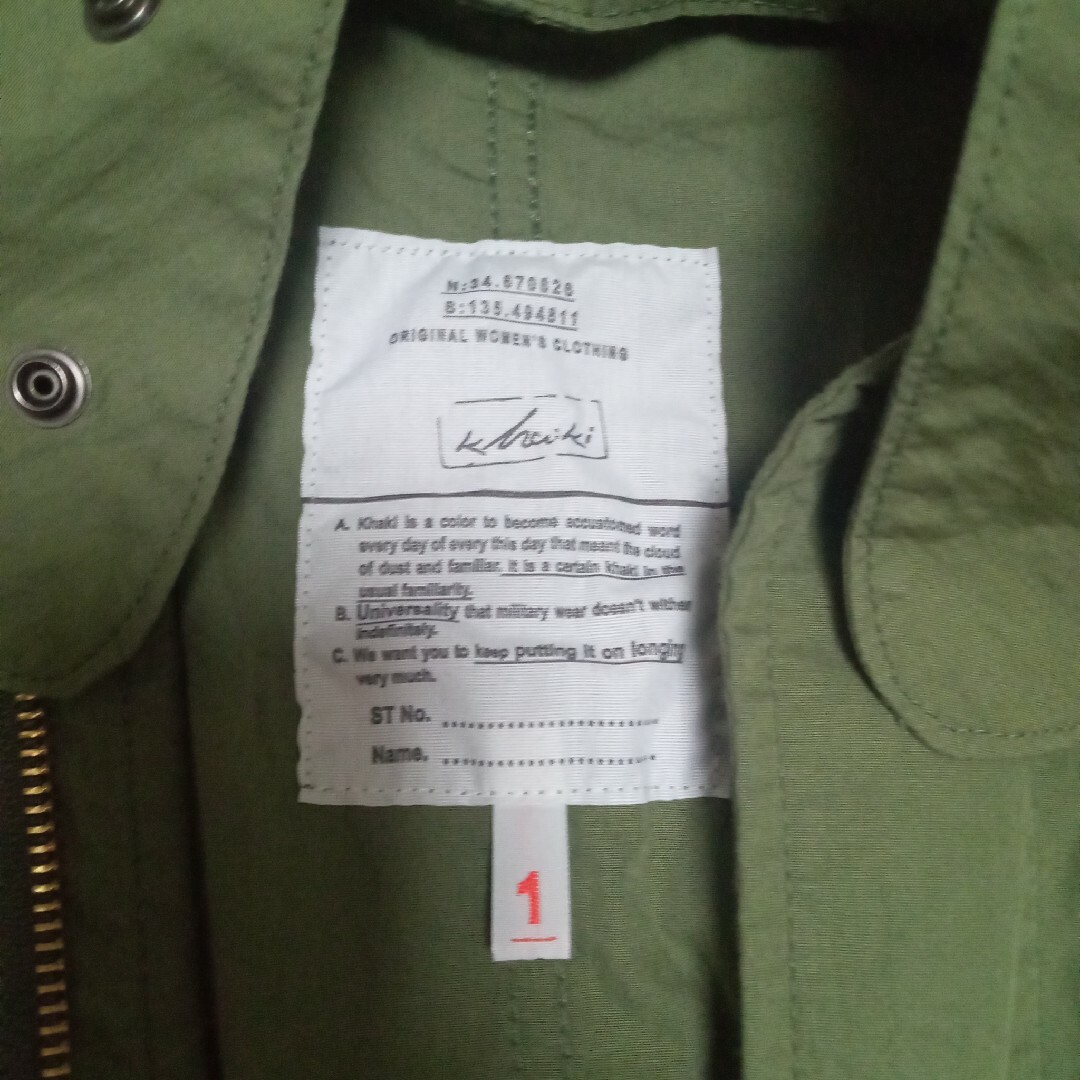 N:34.670626
B:135.494811
ORIGINAL WOMEN'S CLOTHING
khaiki
A. Khaki is a color to become accustomed word
every day of every this day that meant the cloud
of dust and familiar. It is a certain khaki in the
usual familiarity.
B. Universality that military wear doesn't wither
indefinitely.
C. We want you to keep putting it on longity
very much.
ST No. ........................
Name. ........................
1